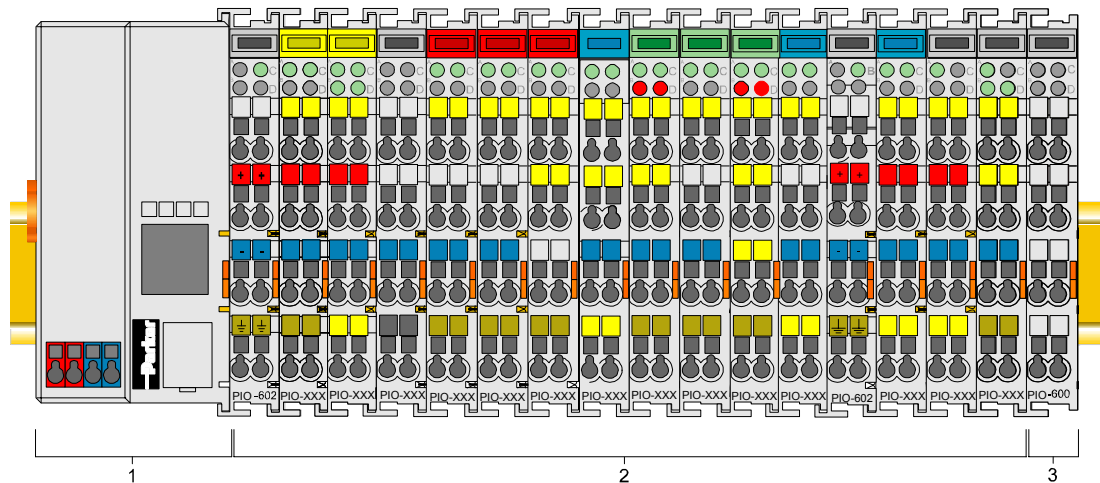 C C C C C C C C C C C B C C C
D D D D D D D D D
+ + + +
- - - -
Parker
PIO-602 PIO-XXX PIO-XXX PIO-XXX PIO-XXX PIO-XXX PIO-XXX PIO-XXX PIO-XXX PIO-XXX PIO-XXX PIO-XXX PIO-602 PIO-XXX PIO-XXX PIO-XXX PIO-600
1 2 3